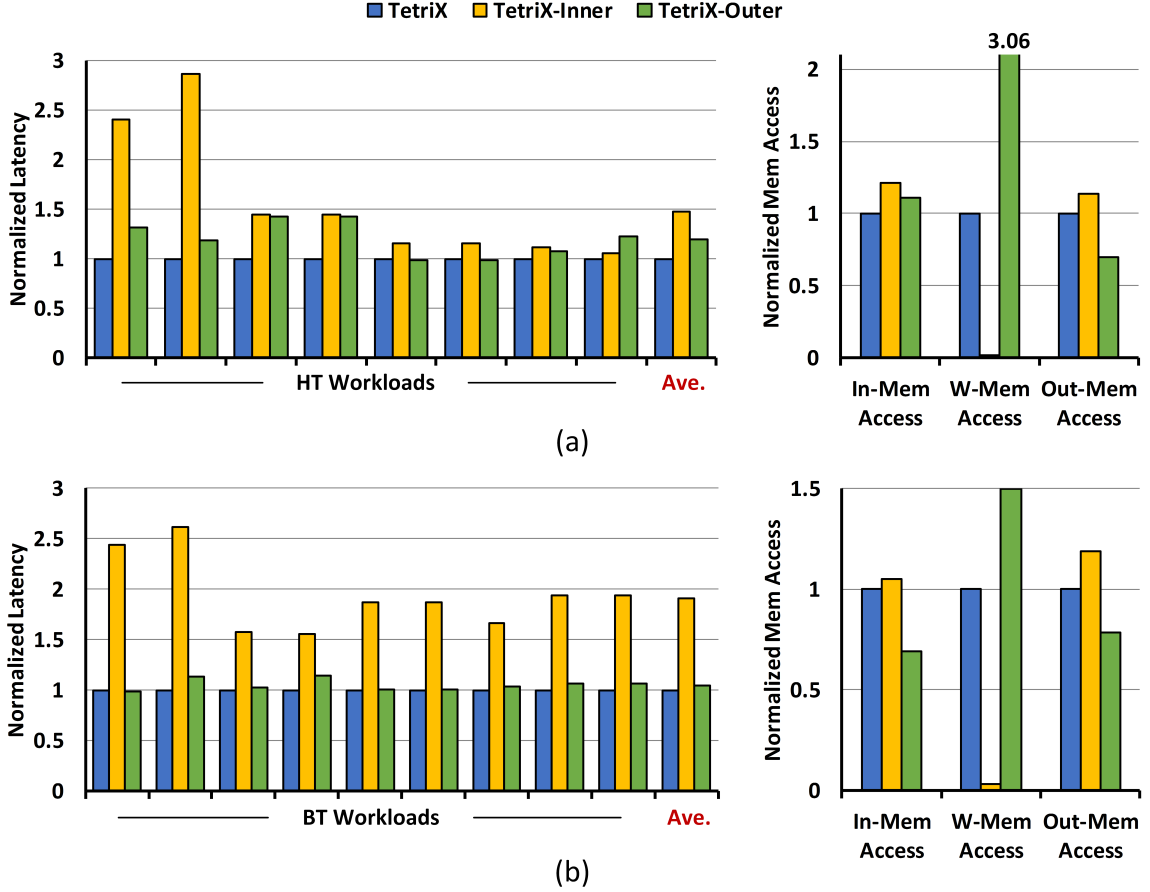 TetriX TetriX-Inner TetriX-Outer
Normalized Latency
3
2.5
2
1.5
1
0.5
0
HT Workloads Ave.
3.06
Normalized Mem Access
2
1.5
1
0.5
0
In-Mem Access
W-Mem Access
Out-Mem Access
(a)
Normalized Latency
3
2.5
2
1.5
1
0.5
0
BT Workloads Ave.
Normalized Mem Access
1.5
1
0.5
0
In-Mem Access
W-Mem Access
Out-Mem Access
(b)